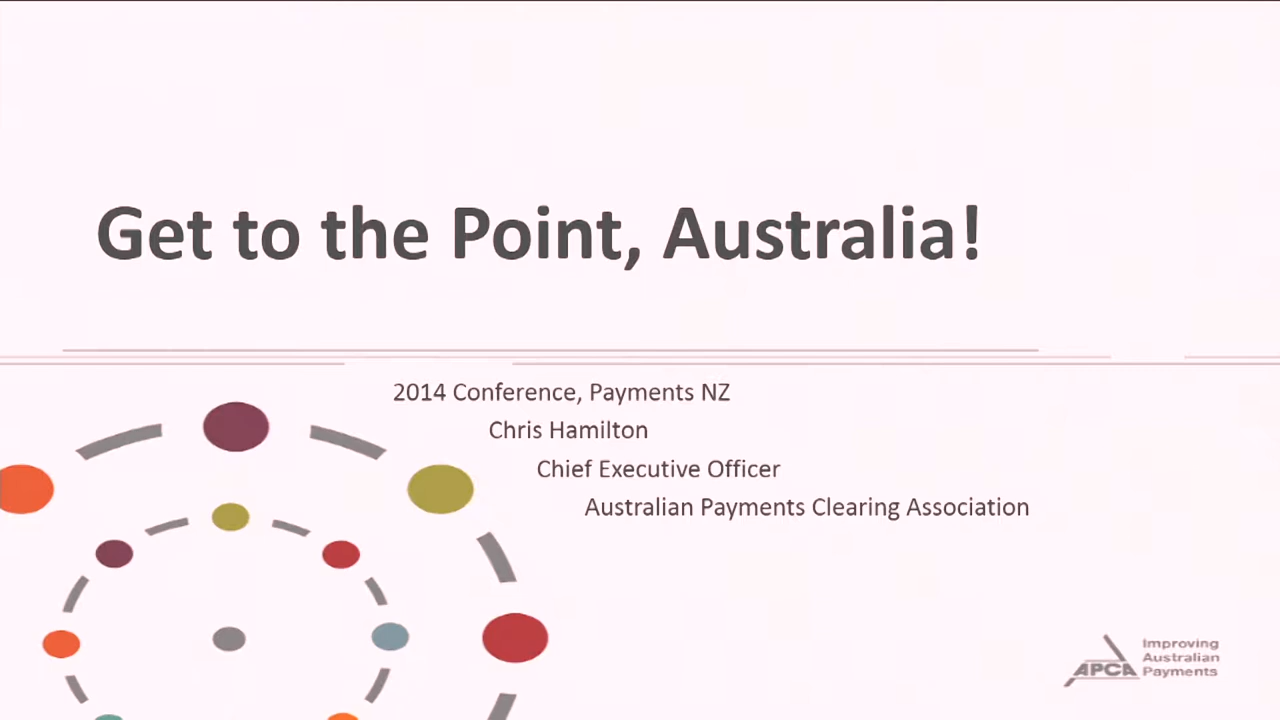 Get to the Point, Australia!
2014 Conference, Payments NZ
Chris Hamilton
Chief Executive Officer
Australian Payments Clearing Association
APCA
Improving
Australian
Payments